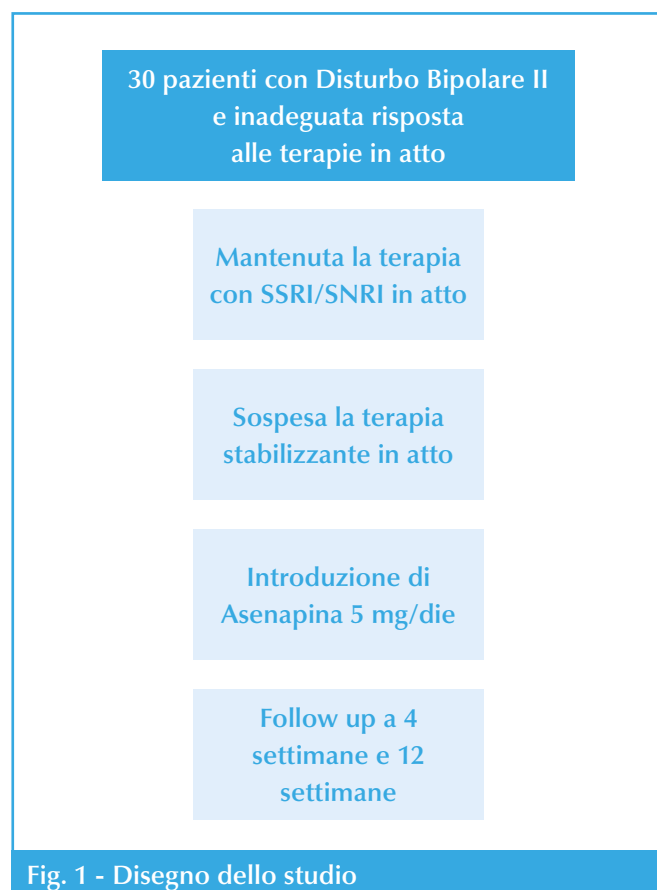 30 pazienti con Disturbo Bipolare II
e inadeguata risposta
alle terapie in atto
Mantenuta la terapia
con SSRI/SNRI in atto
Sospesa la terapia
stabilizzante in atto
Introduzione di
Asenapina 5 mg/die
Follow up a 4
settimane e 12
settimane
Fig. 1 - Disegno dello studio